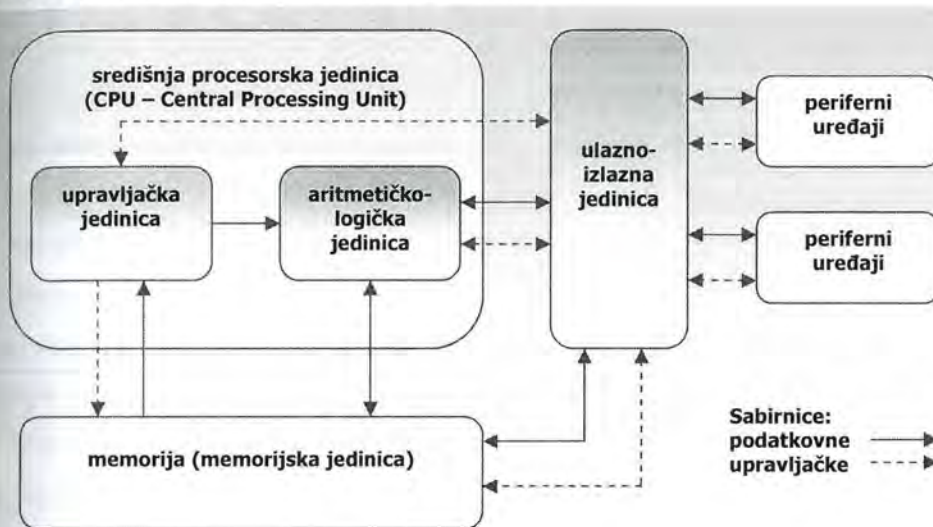 središnja procesorska jedinica
(CPU – Central Processing Unit)
upravljačka
jedinica
aritmetičko-
logička
jedinica
ulazno-
izlazna
jedinica
periferni
uređaji
periferni
uređaji
memorija (memorijska jedinica)
Sabirnice:
podatkovne
upravljačke